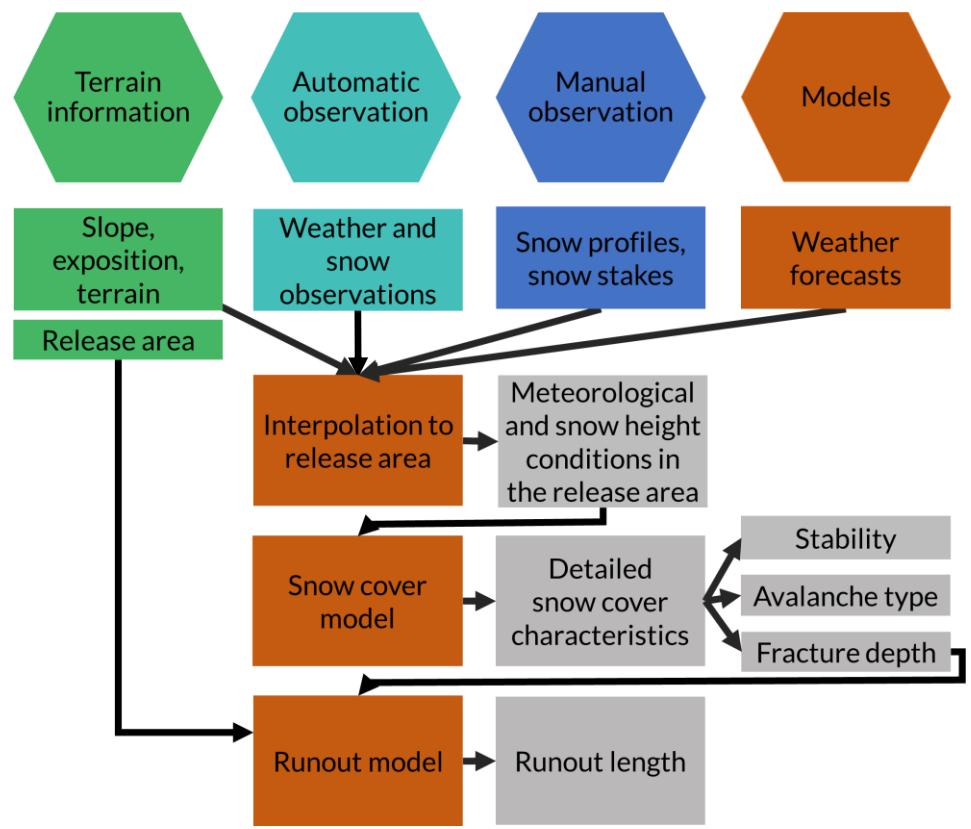 Terrain
information
Automatic
observation
Manual
observation
Models
Slope,
exposition,
terrain
Weather and
snow
observations
Snow profiles,
snow stakes
Weather
forecasts
Release area
Interpolation to
release area
Meteorological
and snow height
conditions in
the release area
Snow cover
model
Detailed
snow cover
characteristics
Stability
Avalanche type
Fracture depth
Runout model
Runout length